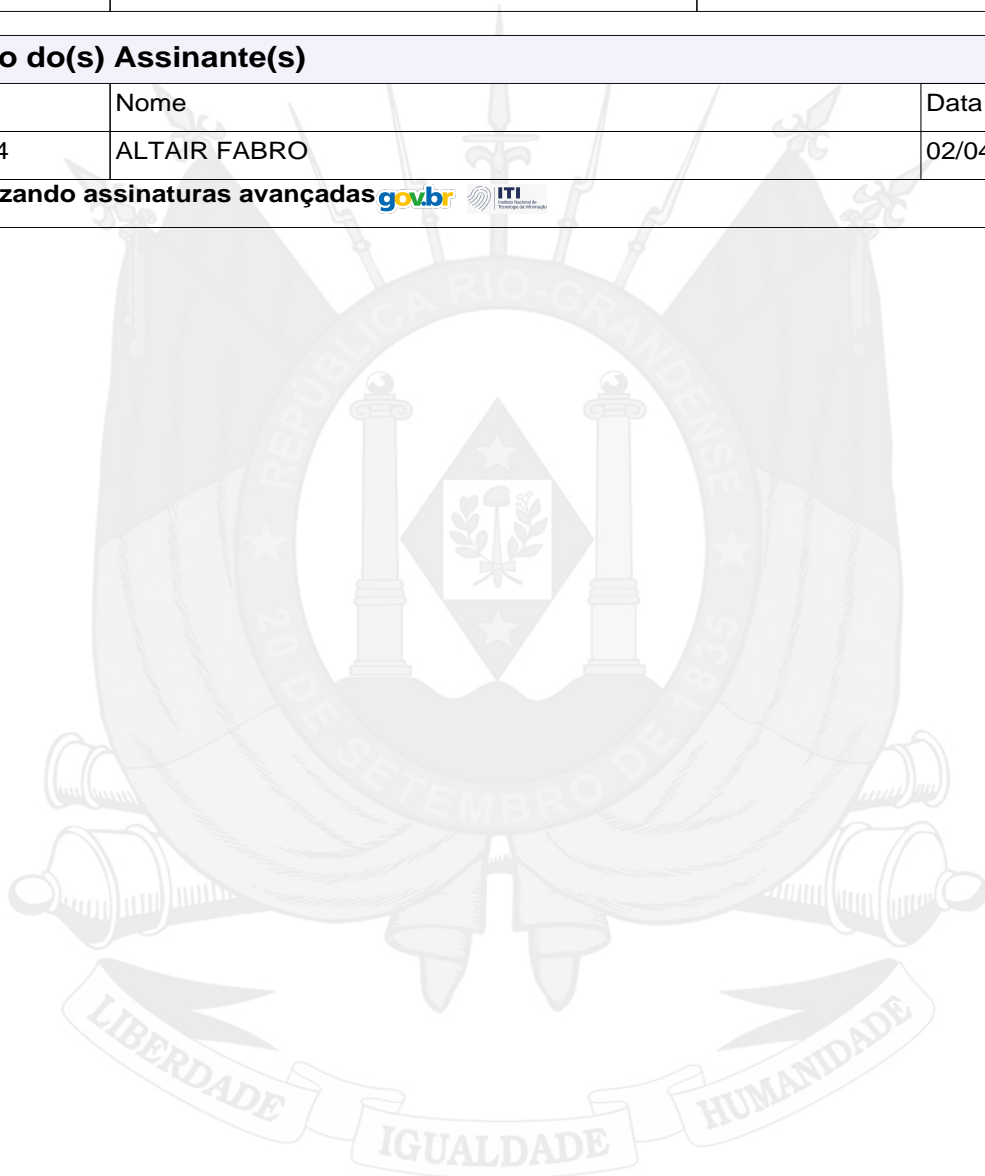 o do(s) Assinante(s)
Nome Data
4 ALTAIR FABRO 02/04
zando assinaturas avançadas gov.br ITI
REPÚBLICA RIO-GRANDENSE
20 DE SETEMBRO DE 1835
LIBERDADE IGUALDADE HUMANIDADE